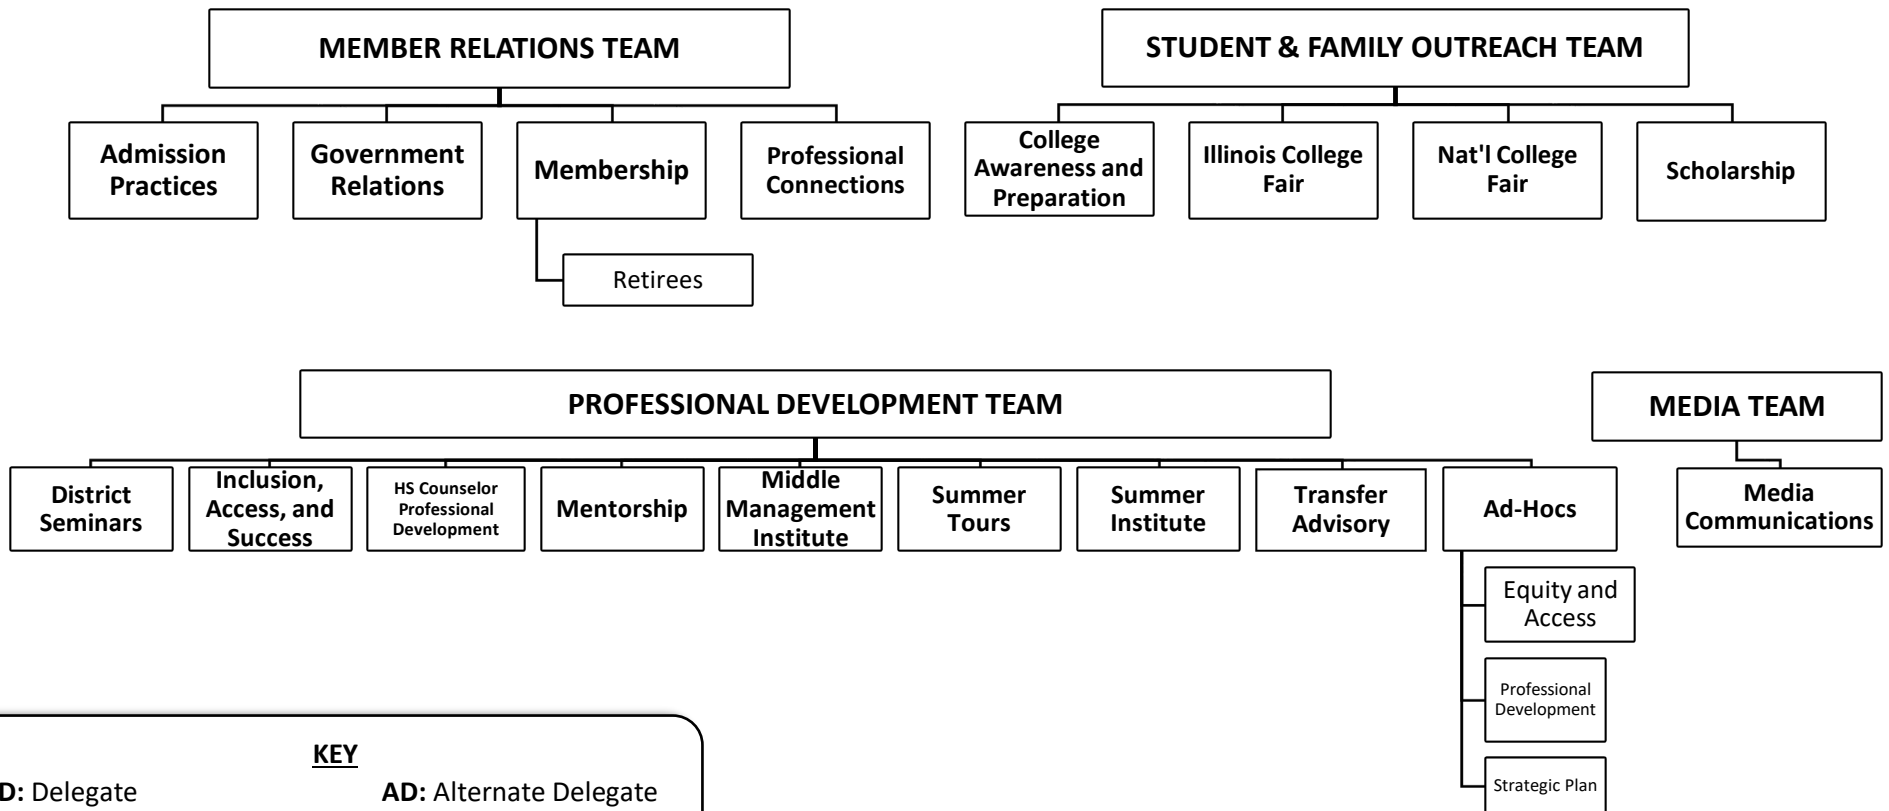 MEMBER RELATIONS TEAM
STUDENT & FAMILY OUTREACH TEAM
Admission
Practices
Government
Relations
Membership
Professional
Connections
College
Awareness and
Preparation
Illinois College
Fair
Nat'l College
Fair
Scholarship
Retirees
PROFESSIONAL DEVELOPMENT TEAM
MEDIA TEAM
District
Seminars
Inclusion,
Access, and
Success
HS Counselor
Professional
Development
Mentorship
Middle
Management
Institute
Summer
Tours
Summer
Institute
Transfer
Advisory
Ad-Hocs
Media
Communications
Equity and
Access
Professional
Development
Strategic Plan
KEY
D: Delegate
AD: Alternate Delegate